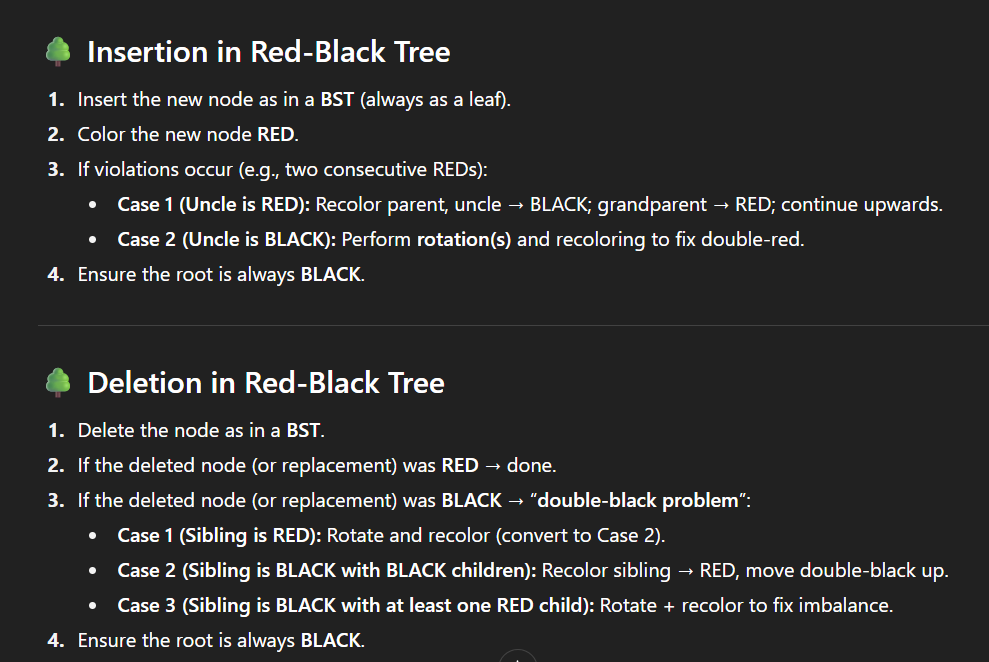 Insertion in Red-Black Tree
1. Insert the new node as in a BST (always as a leaf).
2. Color the new node RED.
3. If violations occur (e.g., two consecutive REDs):
• Case 1 (Uncle is RED): Recolor parent, uncle → BLACK; grandparent → RED; continue upwards.
• Case 2 (Uncle is BLACK): Perform rotation(s) and recoloring to fix double-red.
4. Ensure the root is always BLACK.
Deletion in Red-Black Tree
1. Delete the node as in a BST.
2. If the deleted node (or replacement) was RED → done.
3. If the deleted node (or replacement) was BLACK → “double-black problem”:
• Case 1 (Sibling is RED): Rotate and recolor (convert to Case 2).
• Case 2 (Sibling is BLACK with BLACK children): Recolor sibling → RED, move double-black up.
• Case 3 (Sibling is BLACK with at least one RED child): Rotate + recolor to fix imbalance.
4. Ensure the root is always BLACK.